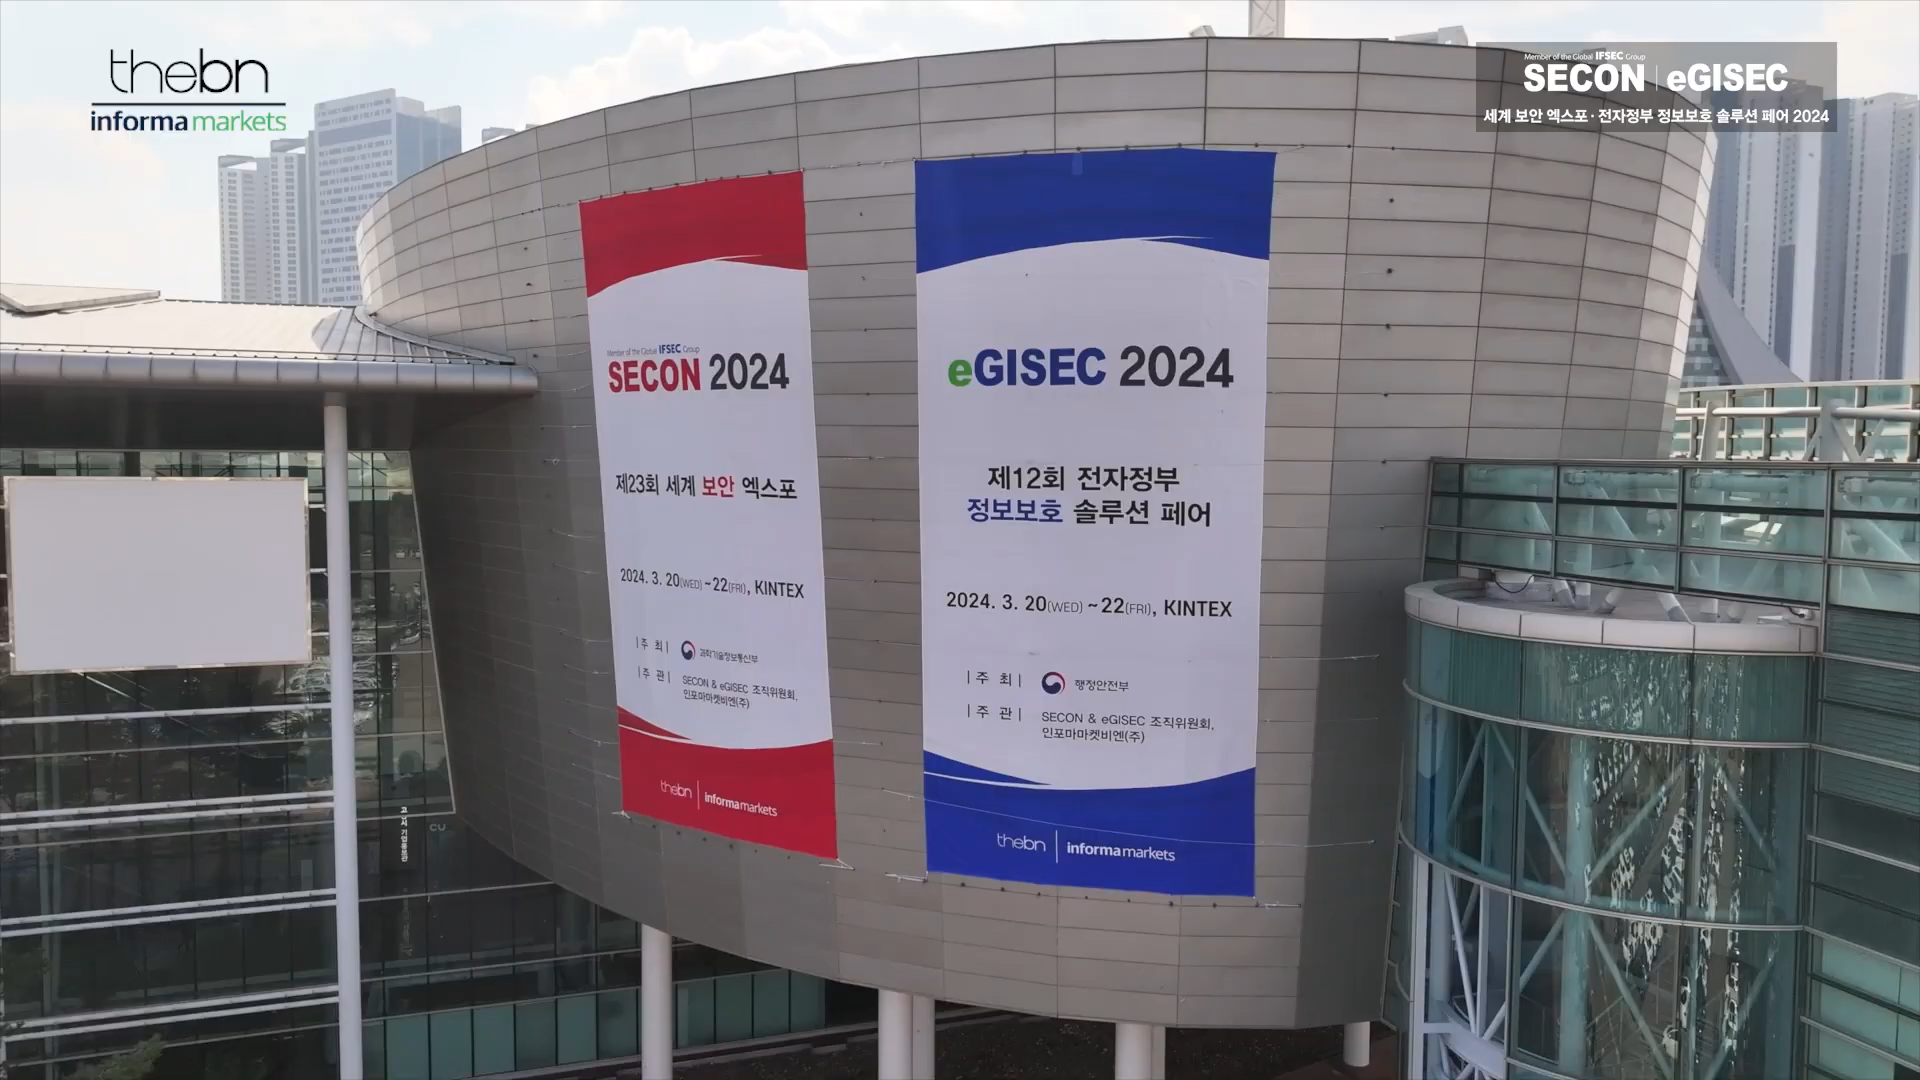 thebn
informa markets
Member of the Global IFSEC Group
SECON | eGISEC
세계 보안 엑스포 · 전자정부 정보보호 솔루션 페어 2024
Member of the Global IFSEC Group
SECON 2024
제23회 세계 보안 엑스포
2024. 3. 20(WED) ~ 22(FRI), KINTEX
|주 최| 과학기술정보통신부
|주 관| SECON & eGISEC 조직위원회,
인포마마켓비엔(주)
thebn | informa markets
eGISEC 2024
제12회 전자정부
정보보호 솔루션 페어
2024. 3. 20(WED) ~ 22(FRI), KINTEX
|주 최| 행정안전부
|주 관| SECON & eGISEC 조직위원회,
인포마마켓비엔(주)
thebn | informa markets
CU